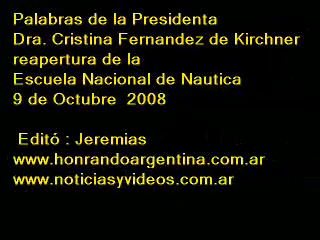 Palabras de la Presidenta
Dra. Cristina Fernandez de Kirchner
reapertura de la
Escuela Nacional de Nautica
9 de Octubre  2008
Editó : Jeremias
www.honrandoargentina.com.ar
www.noticiasyvideos.com.ar